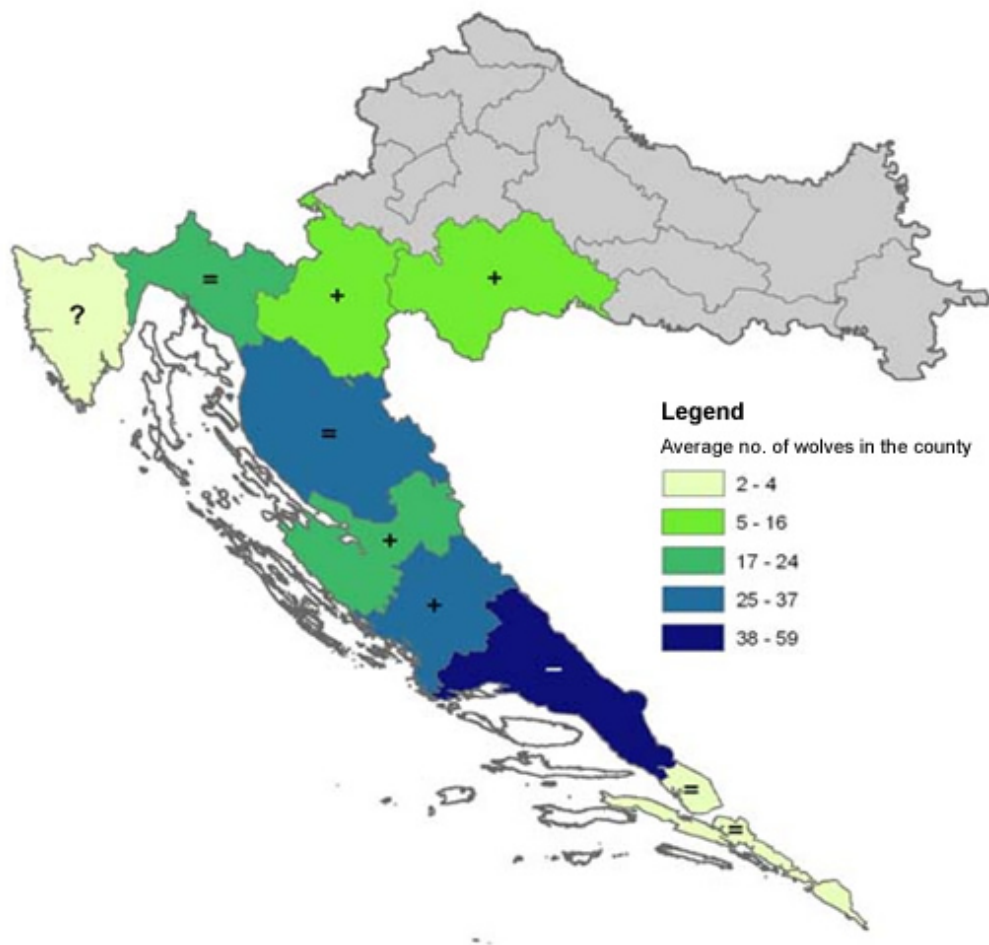 =
+
+
?
=
+
+
–
=
=
Legend
Average no. of wolves in the county
2 - 4
5 - 16
17 - 24
25 - 37
38 - 59